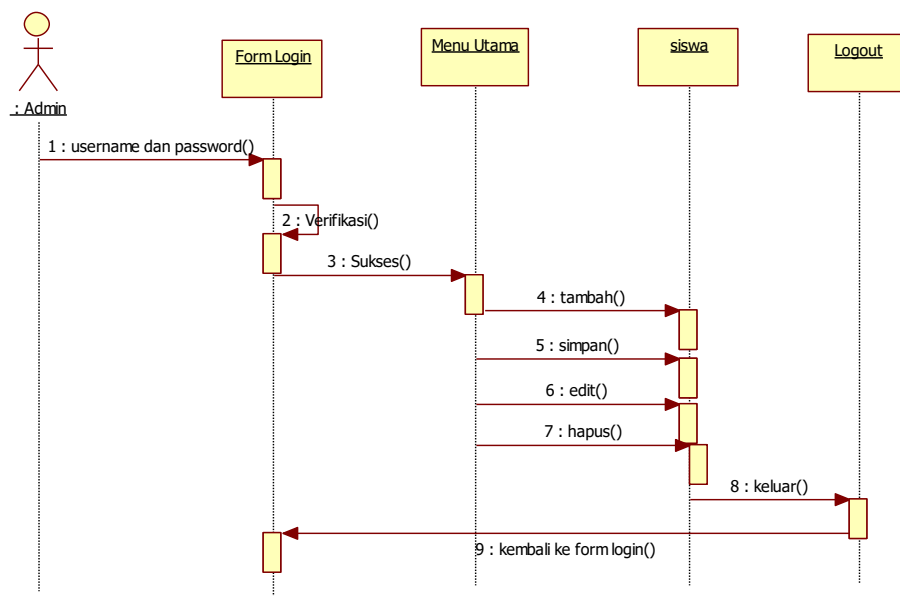 Form Login
Menu Utama
siswa
Logout
: Admin
1 : username dan password()
2 : Verifikasi()
3 : Sukses()
4 : tambah()
5 : simpan()
6 : edit()
7 : hapus()
8 : keluar()
9 : kembali ke form login()